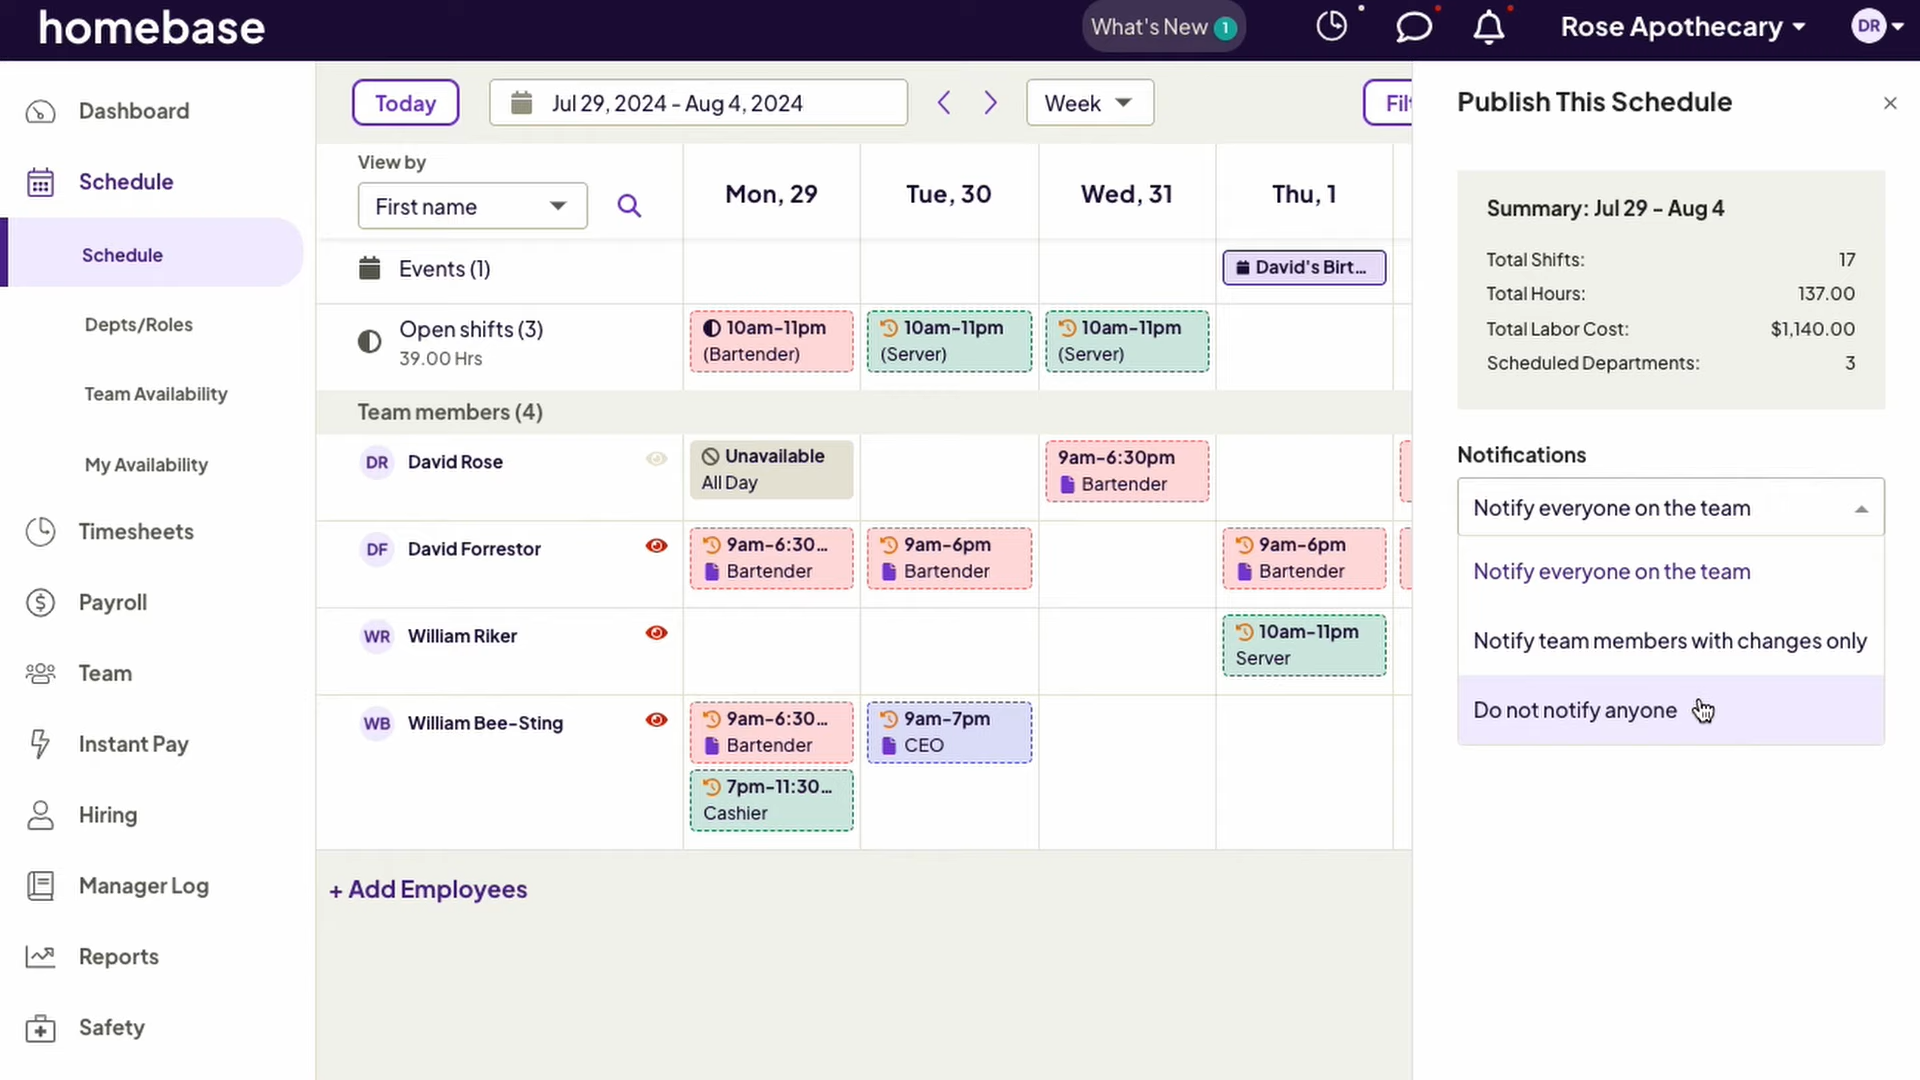 homebase
What's New 1
Rose Apothecary
DR
Dashboard
Schedule
Schedule
Depts/Roles
Team Availability
My Availability
Timesheets
Payroll
Team
Instant Pay
Hiring
Manager Log
Reports
Safety
Today
Jul 29, 2024 - Aug 4, 2024
Week
Filt
View by
First name
Mon, 29
Tue, 30
Wed, 31
Thu, 1
Events (1)
David's Birt...
Open shifts (3)
39.00 Hrs
10am-11pm
(Bartender)
10am-11pm
(Server)
10am-11pm
(Server)
Team members (4)
DR
David Rose
Unavailable
All Day
9am-6:30pm
Bartender
DF
David Forrestor
9am-6:30...
Bartender
9am-6pm
Bartender
9am-6pm
Bartender
WR
William Riker
10am-11pm
Server
WB
William Bee-Sting
9am-6:30...
Bartender
7pm-11:30...
Cashier
9am-7pm
CEO
+ Add Employees
Publish This Schedule
Summary: Jul 29 - Aug 4
Total Shifts: 17
Total Hours: 137.00
Total Labor Cost: $1,140.00
Scheduled Departments: 3
Notifications
Notify everyone on the team
Notify everyone on the team
Notify team members with changes only
Do not notify anyone